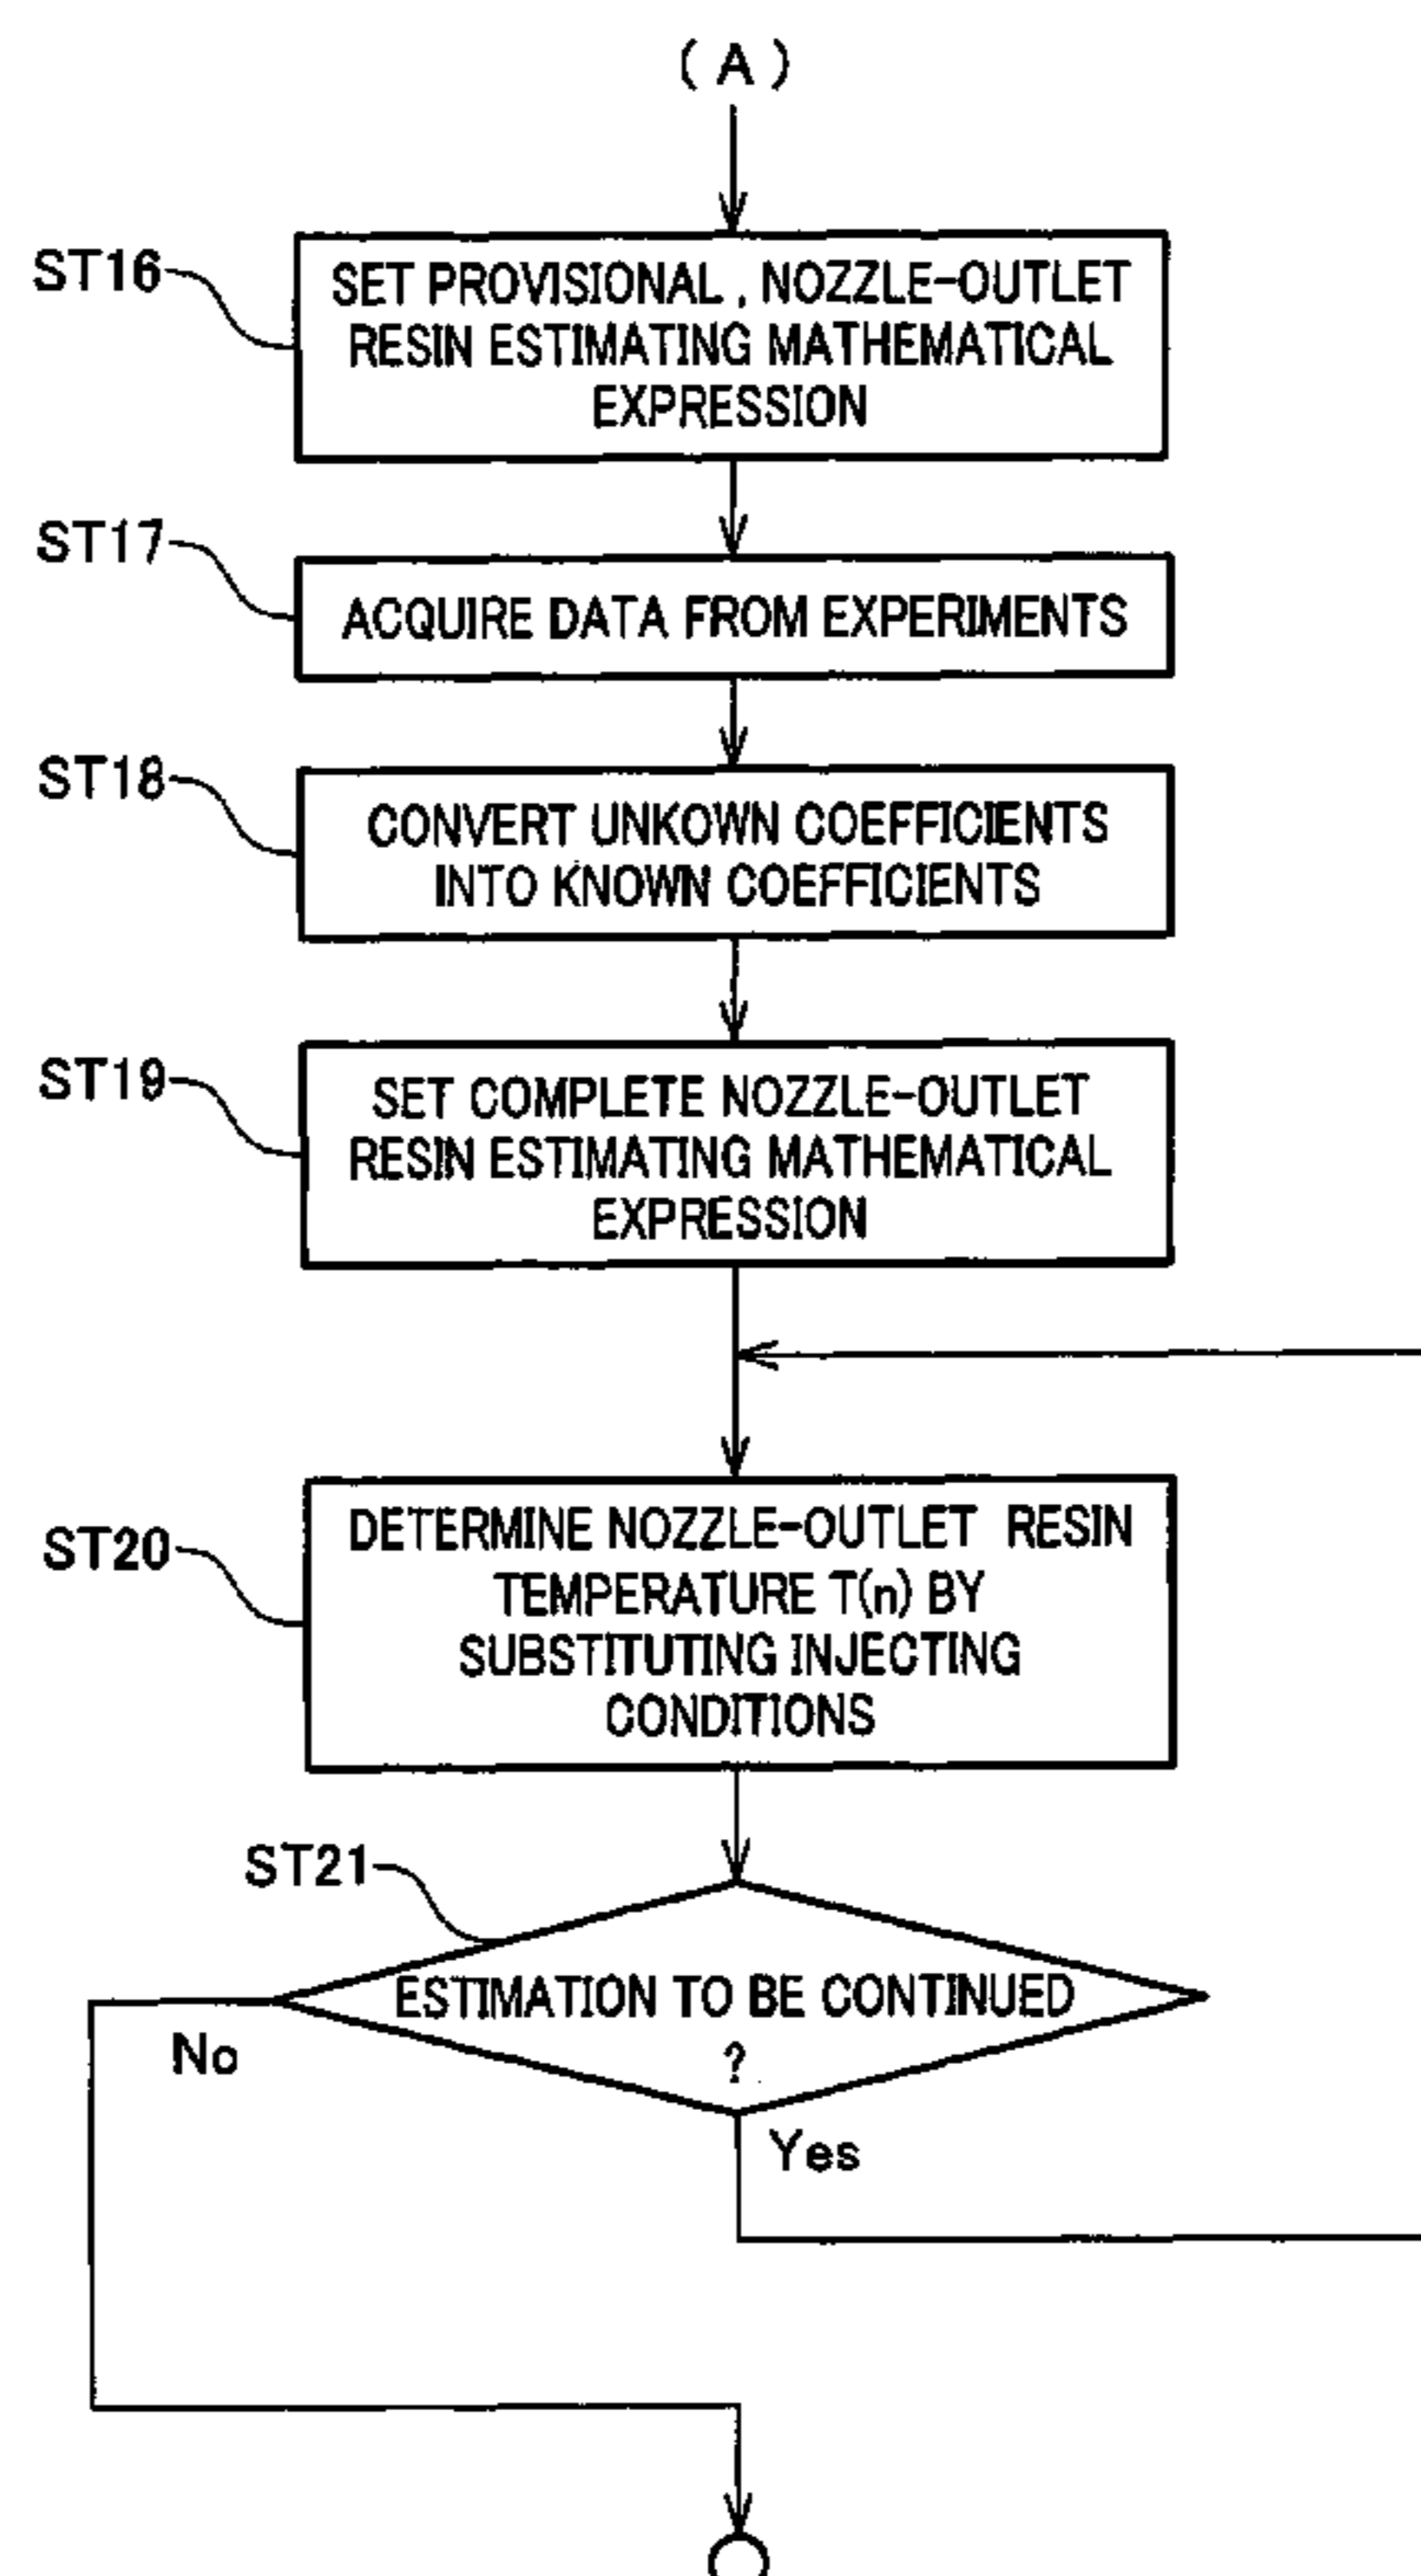 ( A )
ST16
SET PROVISIONAL , NOZZLE-OUTLET
RESIN ESTIMATING MATHEMATICAL
EXPRESSION
ST17
ACQUIRE DATA FROM EXPERIMENTS
ST18
CONVERT UNKOWN COEFFICIENTS
INTO KNOWN COEFFICIENTS
ST19
SET COMPLETE NOZZLE-OUTLET
RESIN ESTIMATING MATHEMATICAL
EXPRESSION
ST20
DETERMINE NOZZLE-OUTLET RESIN
TEMPERATURE T(n) BY
SUBSTITUTING INJECTING
CONDITIONS
ST21
ESTIMATION TO BE CONTINUED
?
No
Yes